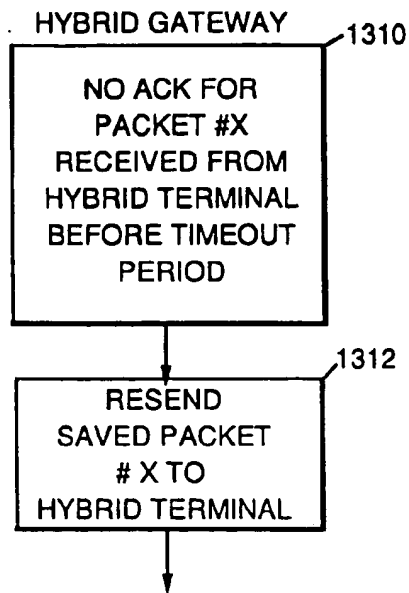 HYBRID GATEWAY
1310
NO ACK FOR
PACKET #X
RECEIVED FROM
HYBRID TERMINAL
BEFORE TIMEOUT
PERIOD
1312
RESEND
SAVED PACKET
# X TO
HYBRID TERMINAL